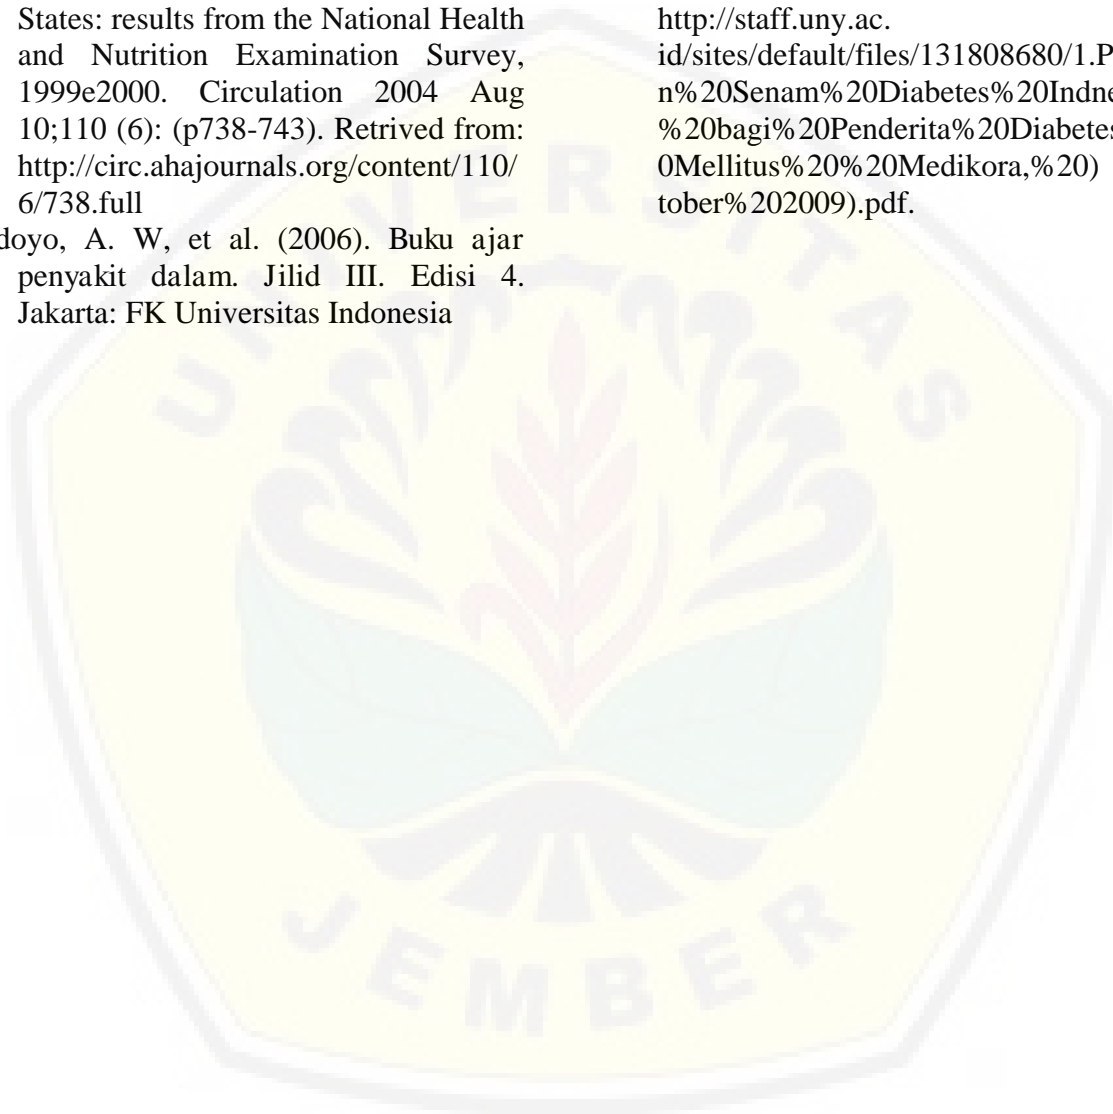 States: results from the National Health
and Nutrition Examination Survey,
1999e2000. Circulation 2004 Aug
10;110 (6): (p738-743). Retrived from:
http://circ.ahajournals.org/content/110/
6/738.full
doyo, A. W, et al. (2006). Buku ajar
penyakit dalam. Jilid III. Edisi 4.
Jakarta: FK Universitas Indonesia
http://staff.uny.ac.
id/sites/default/files/131808680/1.P
n%20Senam%20Diabetes%20Indne
%20bagi%20Penderita%20Diabetes
0Mellitus%20%20Medikora,%20)
tober%202009).pdf.
UNIVERSITAS
JEMBER